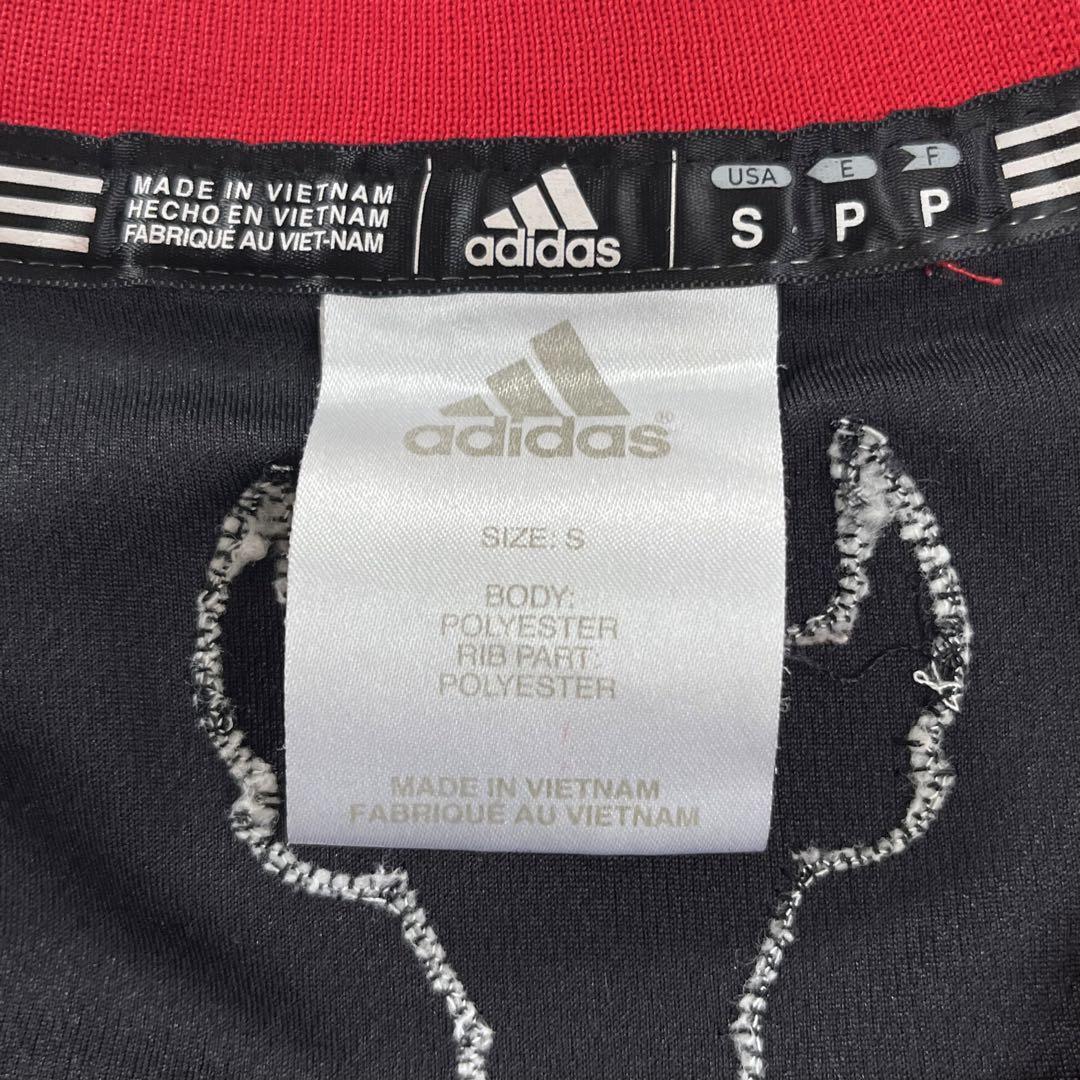 MADE IN VIETNAM
HECHO EN VIETNAM
FABRIQUÉ AU VIET-NAM
adidas
USA E F
S P P
adidas®
SIZE: S
BODY:
POLYESTER
RIB PART:
POLYESTER
MADE IN VIETNAM
FABRIQUÉ AU VIETNAM